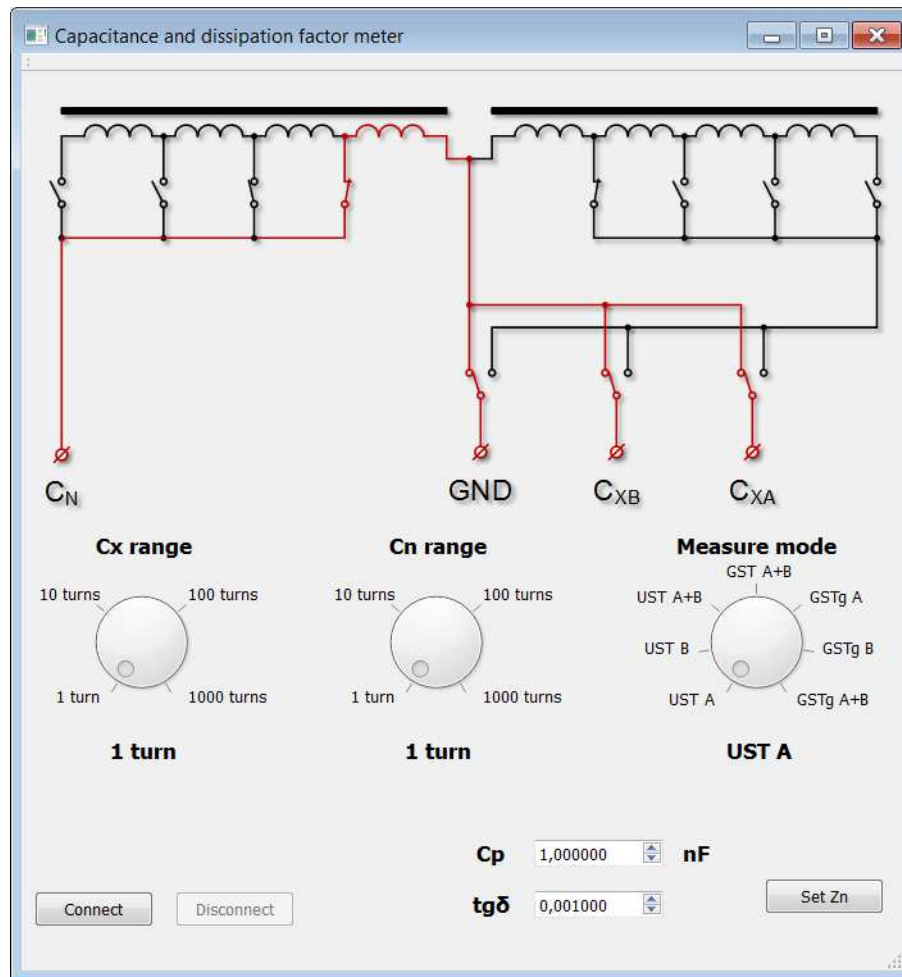 Capacitance and dissipation factor meter
CN
GND
CXB
CXA
Cx range
Cn range
Measure mode
10 turns
100 turns
1 turn
1000 turns
1 turn
10 turns
100 turns
1 turn
1000 turns
1 turn
GST A+B
UST A+B
GSTg A
UST B
GSTg B
UST A
GSTg A+B
UST A
Cp 1,000000 nF
tgδ 0,001000
Connect
Disconnect
Set Zn